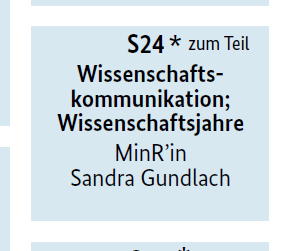 S24 * zum Teil
Wissenschafts-
kommunikation;
Wissenschaftsjahre
MinR’in
Sandra Gundlach